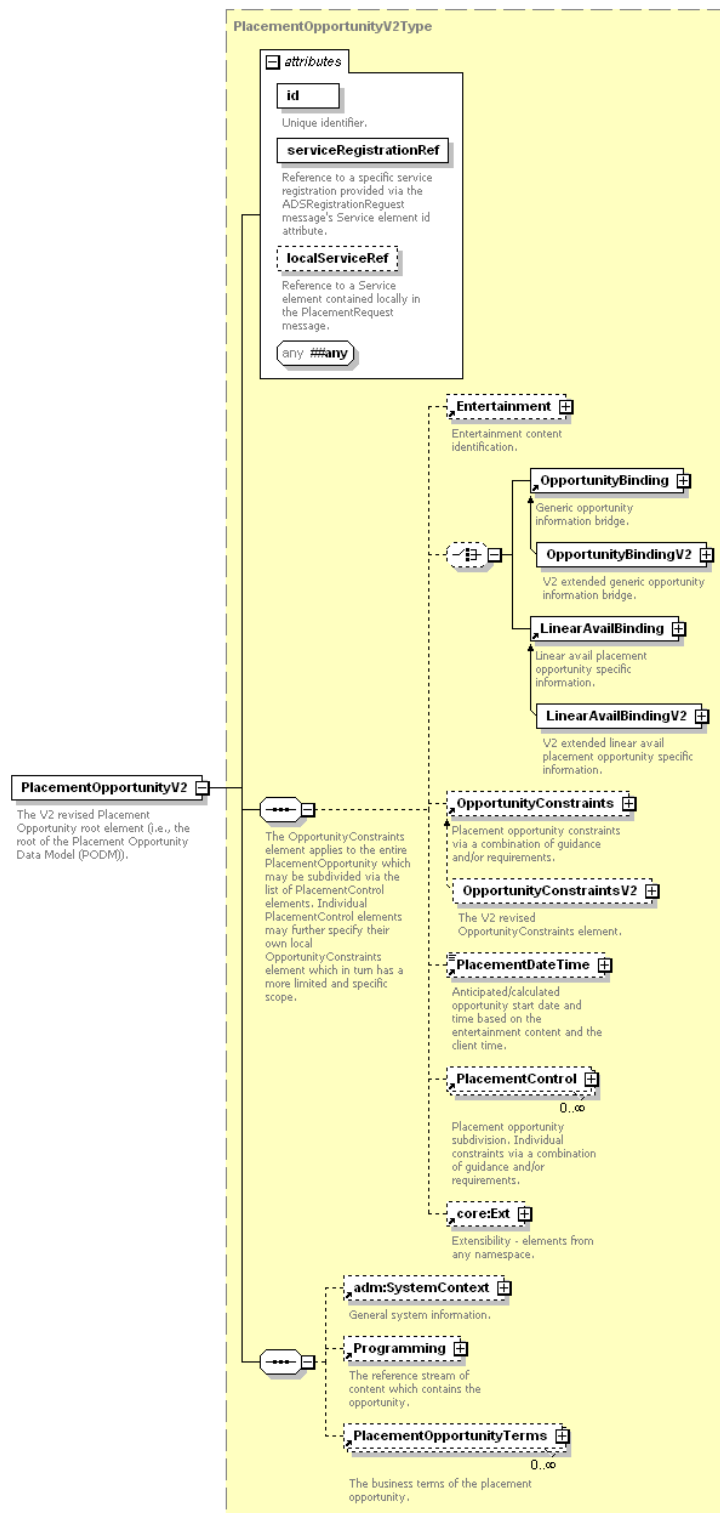 PlacementOpportunityV2Type
attributes
id
Unique identifier.
serviceRegistrationRef
Reference to a specific service
registration provided via the
ADSRegistrationReguest
message's Service element id
attribute.
localServiceRef
Reference to a Service
element contained locally in
the PlacementRequest
message.
any ##any
Entertainment
Entertainment content
identification.
OpportunityBinding
Generic opportunity
information bridge.
OpportunityBindingV2
V2 extended generic opportunity
information bridge.
LinearAvailBinding
Linear avail placement
opportunity specific
information.
LinearAvailBindingV2
V2 extended linear avail
placement opportunity specific
information.
PlacementOpportunityV2
The V2 revised Placement
Opportunity root element (i.e., the
root of the Placement Opportunity
Data Model (PODM)).
The OpportunityConstraints
element applies to the entire
PlacementOpportunity which
may be subdivided via the
list of PlacementControl
elements. Individual
PlacementControl elements
may further specify their
own local
OpportunityConstraints
element which in turn has a
more limited and specific
scope.
OpportunityConstraints
Placement opportunity constraints
via a combination of guidance
and/or requirements.
OpportunityConstraintsV2
The V2 revised
OpportunityConstraints element.
PlacementDateTime
Anticipated/calculated
opportunity start date and
time based on the
entertainment content and the
client time.
PlacementControl
0..∞
Placement opportunity
subdivision. Individual
constraints via a combination
of guidance and/or
requirements.
core:Ext
Extensibility - elements from
any namespace.
adm:SystemContext
General system information.
Programming
The reference stream of
content which contains the
opportunity.
PlacementOpportunityTerms
0..∞
The business terms of the placement
opportunity.